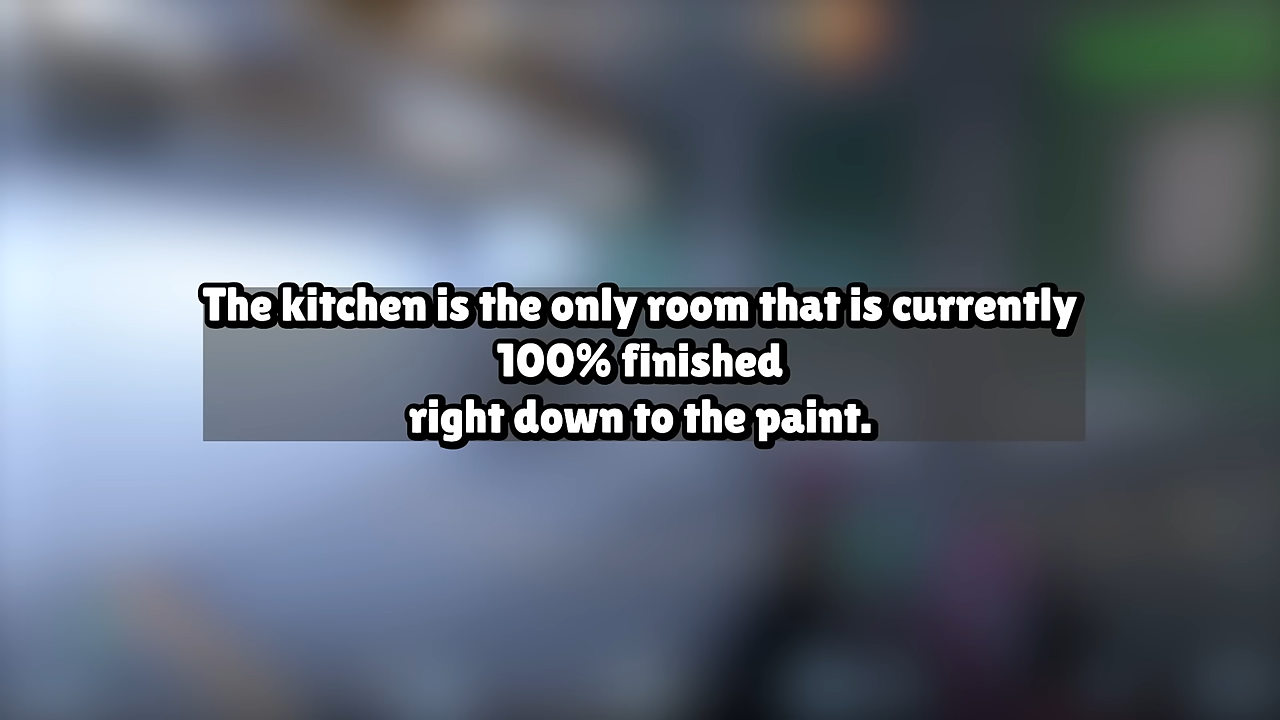 The kitchen is the only room that is currently
100% finished
right down to the paint.